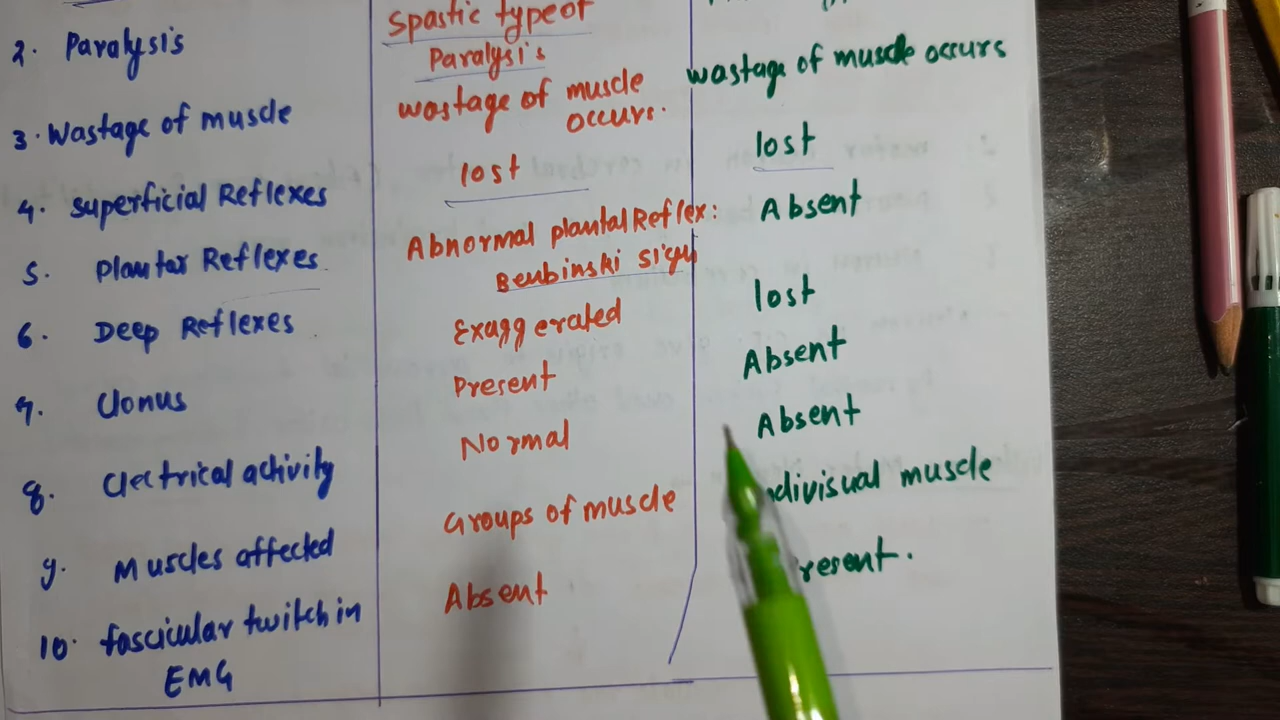 2. Paralysis
Spastic type of
Paralysis
3. Wastage of muscle
wastage of muscle
occurs.
wastage of muscle occurs
4. Superficial Reflexes
lost
lost
5. Plantar Reflexes
Abnormal plantal Reflex:
Beubinski sign
Absent
6. Deep Reflexes
Exaggerated
lost
7. Clonus
Present
Absent
8. Electrical activity
Normal
Absent
9. Muscles affected
Groups of muscle
ndivisual muscle
10. fascicular twitch in
EMG
Absent
resent.